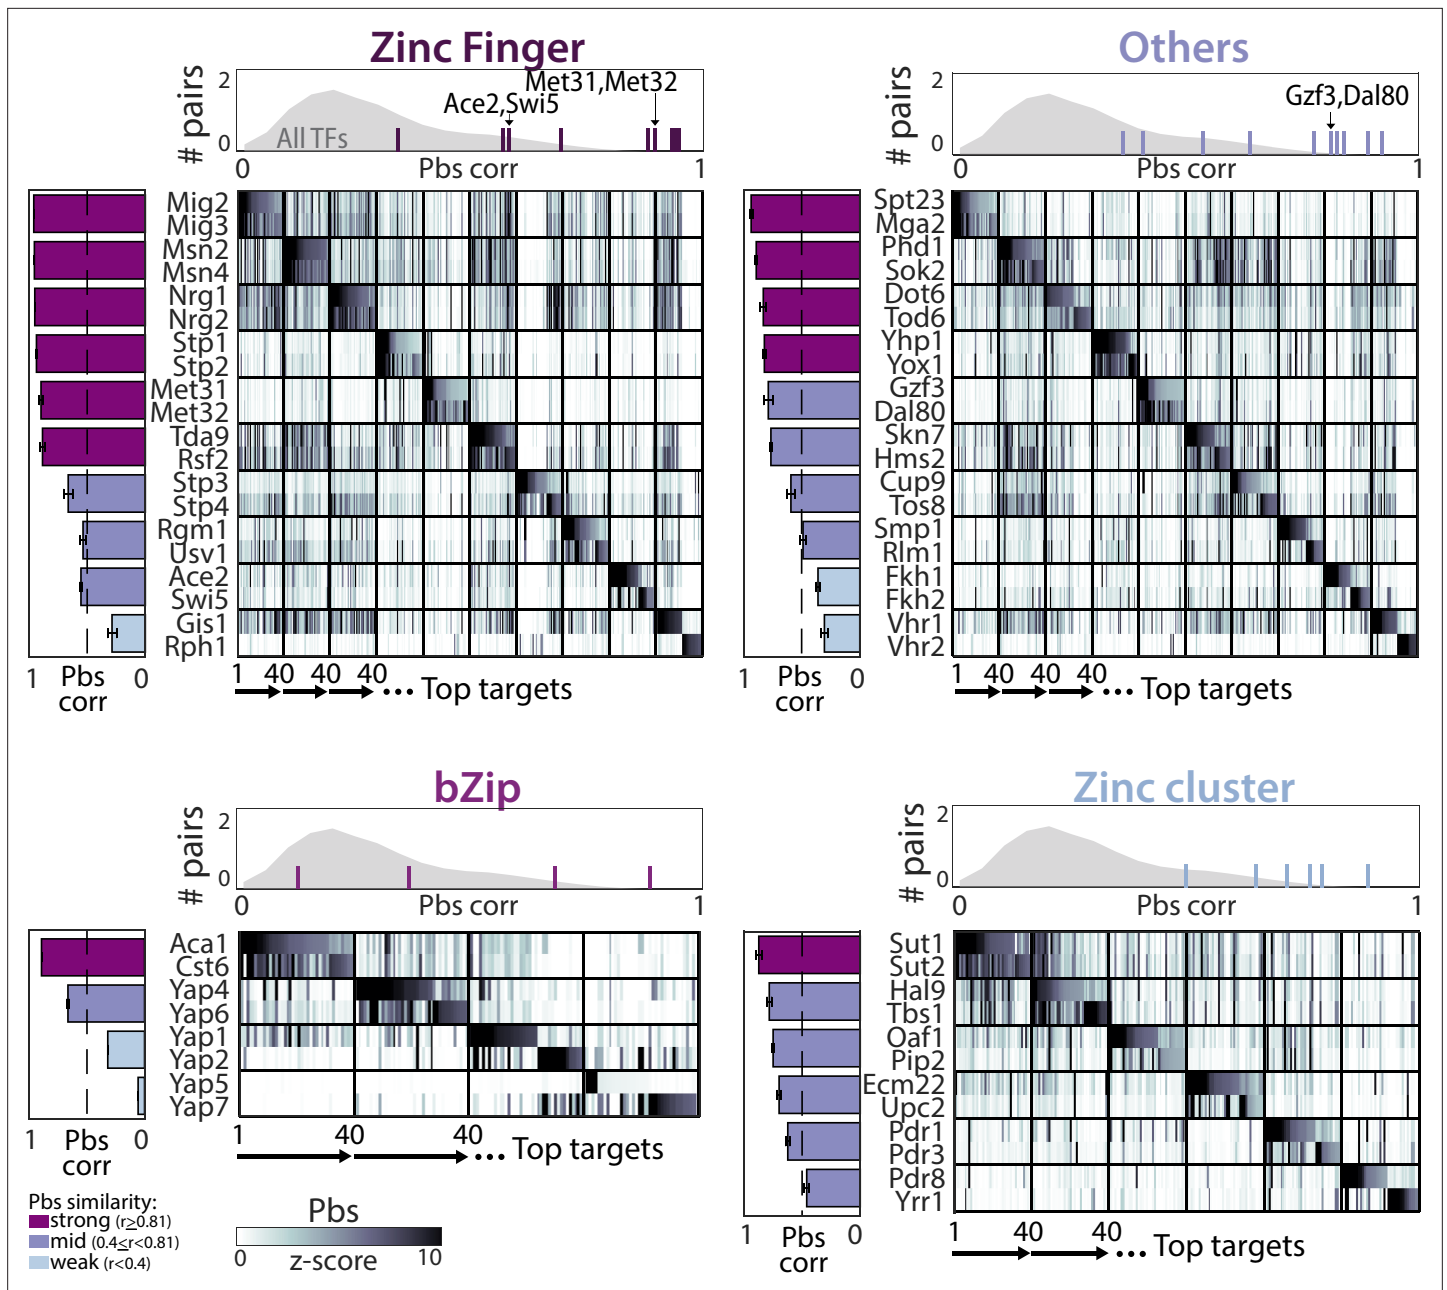 Zinc Finger
# pairs
2
0
All TFs
Ace2,Swi5
Met31,Met32
0
Pbs corr
1
Mig2
Mig3
Msn2
Msn4
Nrg1
Nrg2
Stp1
Stp2
Met31
Met32
Tda9
Rsf2
Stp3
Stp4
Rgm1
Usv1
Ace2
Swi5
Gis1
Rph1
1 Pbs corr 0
1 40 40 40 ••• Top targets
Others
# pairs
2
0
Gzf3,Dal80
0
Pbs corr
1
Spt23
Mga2
Phd1
Sok2
Dot6
Tod6
Yhp1
Yox1
Gzf3
Dal80
Skn7
Hms2
Cup9
Tos8
Smp1
Rlm1
Fkh1
Fkh2
Vhr1
Vhr2
1 Pbs corr 0
1 40 40 40 ••• Top targets
bZip
# pairs
2
0
0
Pbs corr
1
Aca1
Cst6
Yap4
Yap6
Yap1
Yap2
Yap5
Yap7
1 Pbs corr 0
1 40 40 ••• Top targets
Pbs similarity:
strong (r≥0.81)
mid (0.4≤r<0.81)
weak (r<0.4)
Pbs
0 z-score 10
Zinc cluster
# pairs
2
0
0
Pbs corr
1
Sut1
Sut2
Hal9
Tbs1
Oaf1
Pip2
Ecm22
Upc2
Pdr1
Pdr3
Pdr8
Yrr1
1 Pbs corr 0
1 40 40 ••• Top targets